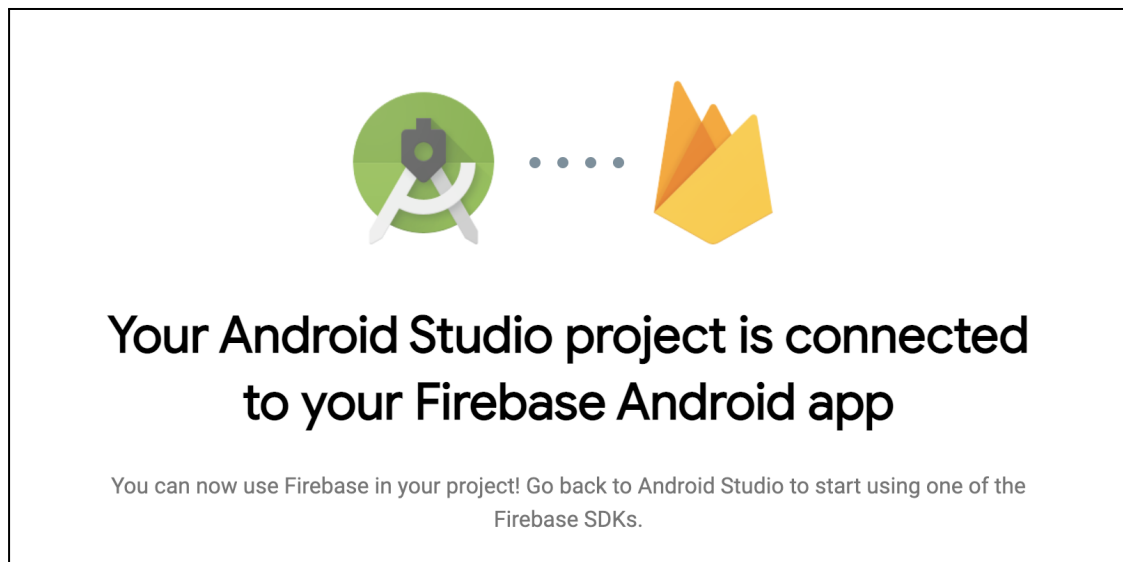 Your Android Studio project is connected
to your Firebase Android app
You can now use Firebase in your project! Go back to Android Studio to start using one of the
Firebase SDKs.